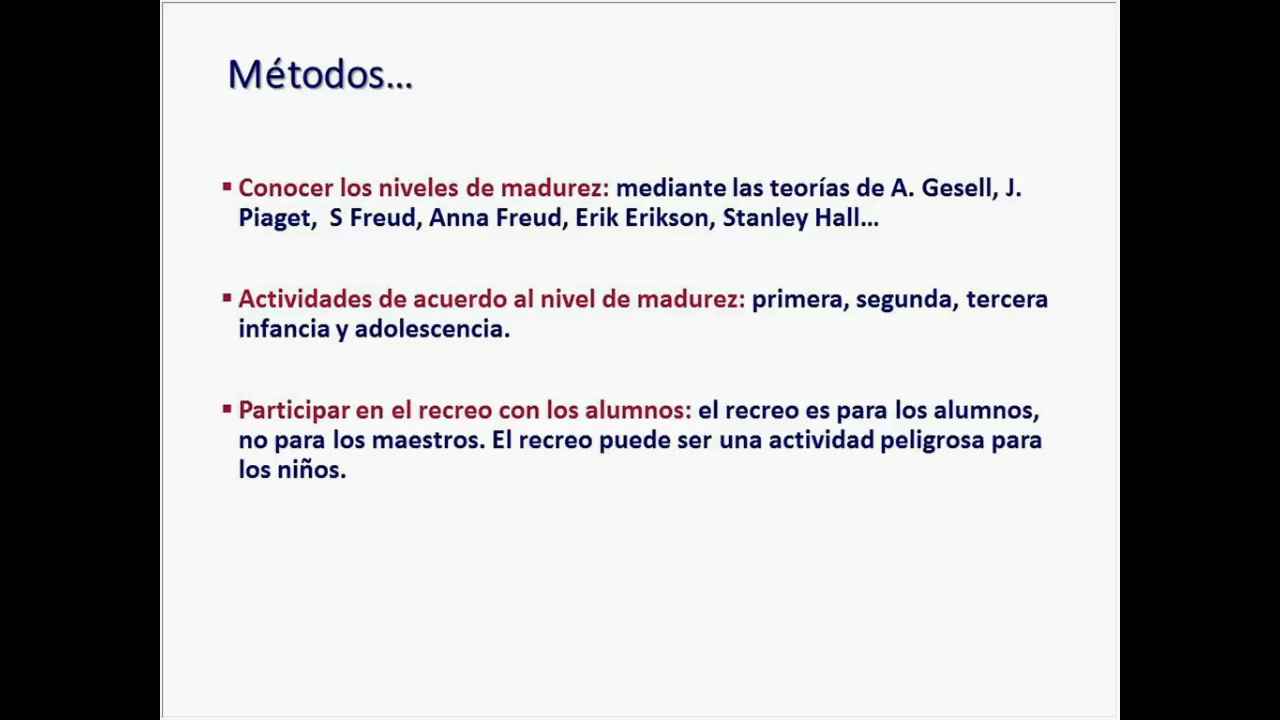 Métodos...
▪ Conocer los niveles de madurez: mediante las teorías de A. Gesell, J.
Piaget,  S Freud, Anna Freud, Erik Erikson, Stanley Hall...
▪ Actividades de acuerdo al nivel de madurez: primera, segunda, tercera
infancia y adolescencia.
▪ Participar en el recreo con los alumnos: el recreo es para los alumnos,
no para los maestros. El recreo puede ser una actividad peligrosa para
los niños.